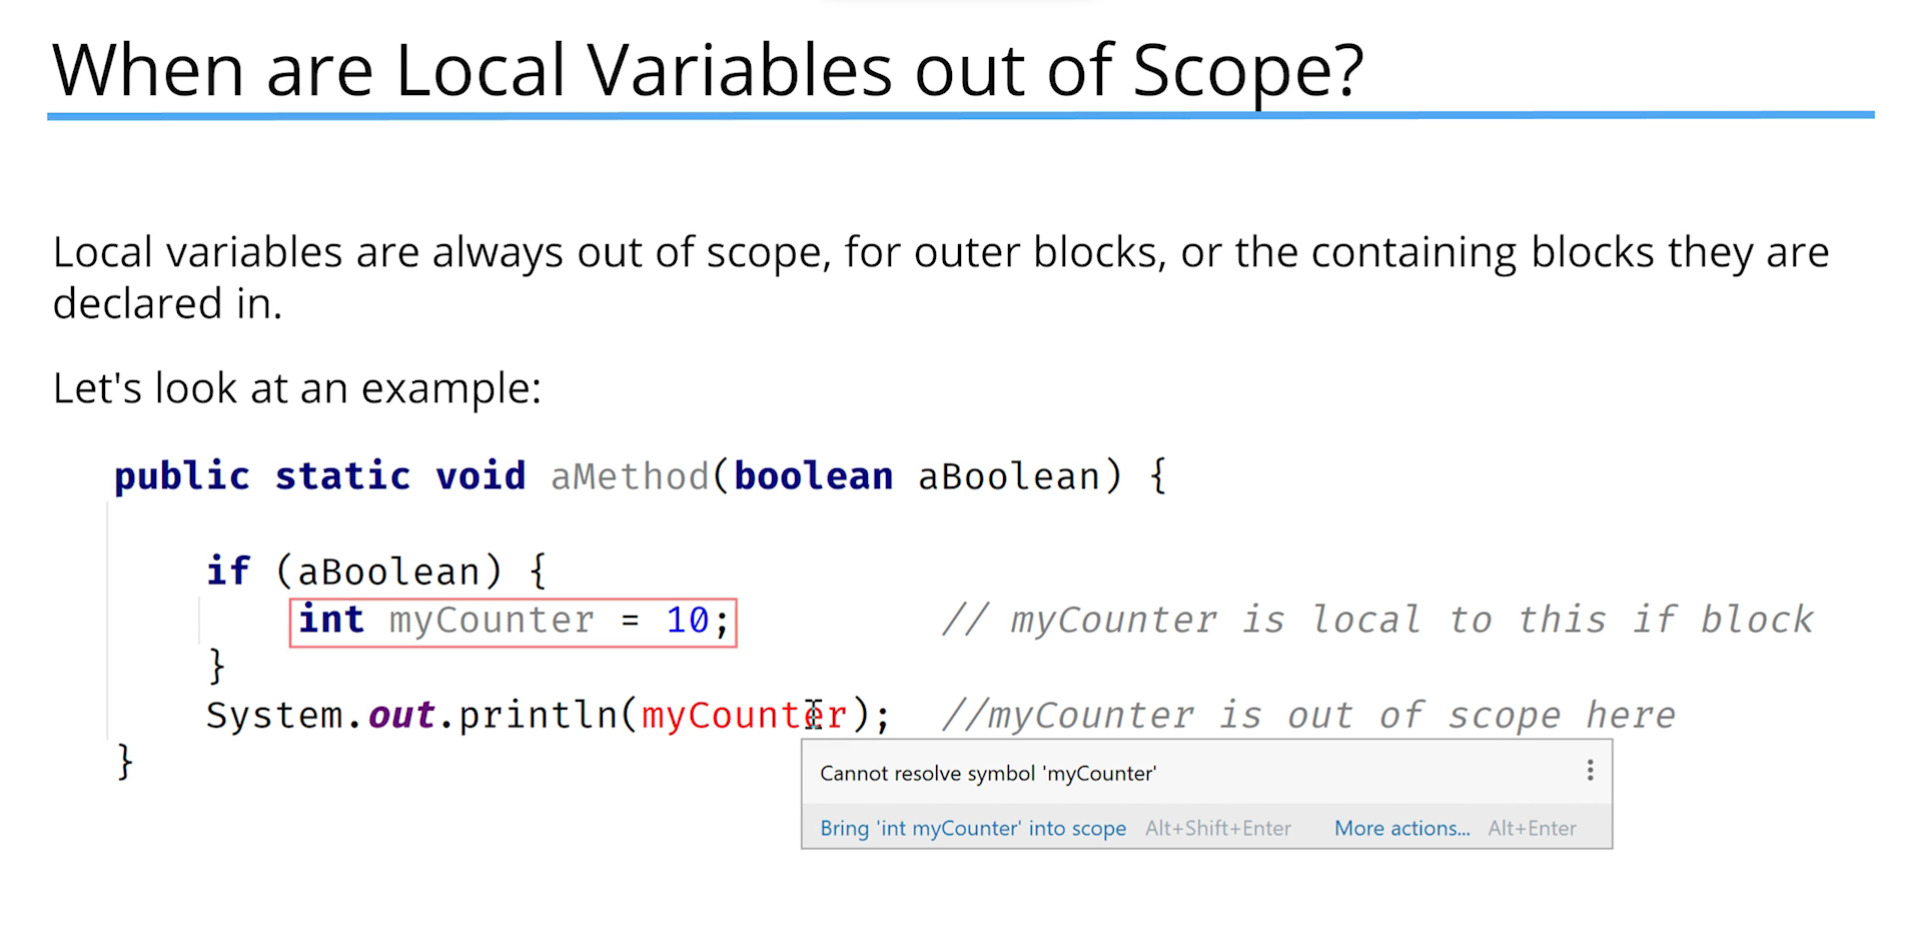 When are Local Variables out of Scope?
Local variables are always out of scope, for outer blocks, or the containing blocks they are
declared in.
Let's look at an example:
public static void aMethod(boolean aBoolean) {
if (aBoolean) {
int myCounter = 10; // myCounter is local to this if block
}
System.out.println(myCounter); //myCounter is out of scope here
}
Cannot resolve symbol 'myCounter'
Bring 'int myCounter' into scope Alt+Shift+Enter More actions... Alt+Enter